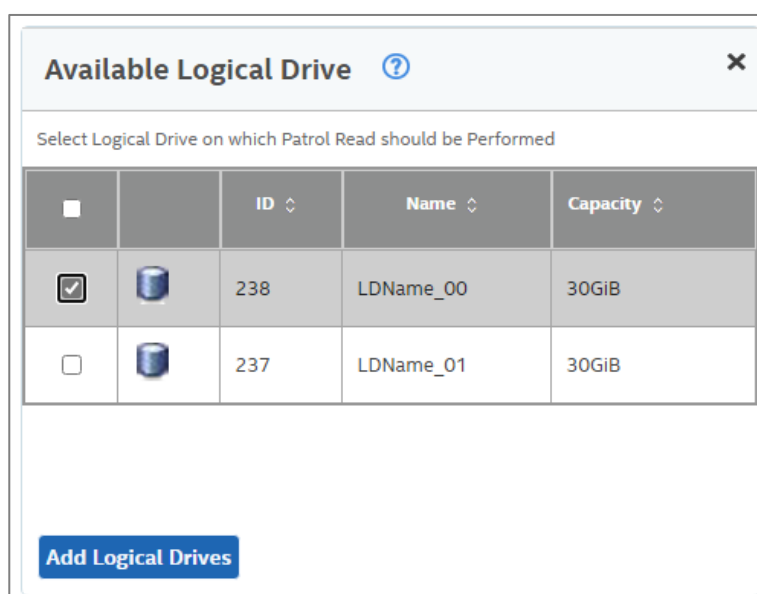 Available Logical Drive ?
Select Logical Drive on which Patrol Read should be Performed
ID Name Capacity
238 LDName_00 30GiB
237 LDName_01 30GiB
Add Logical Drives